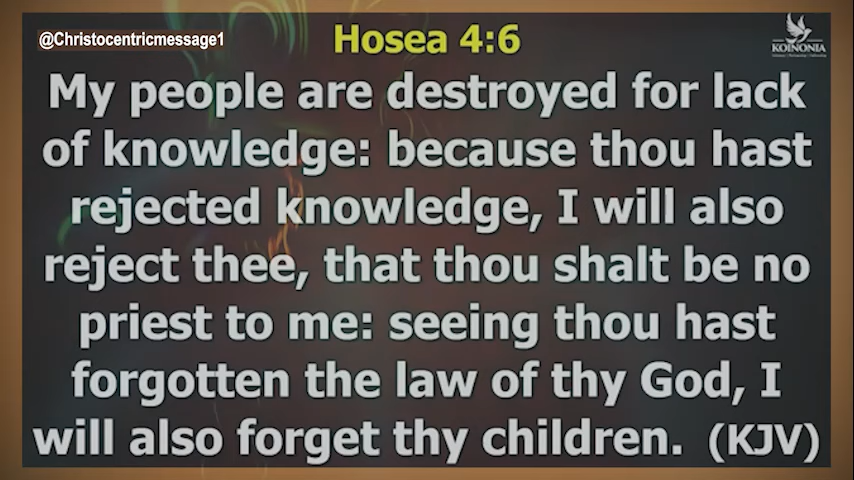 @Christocentricmessage1
Hosea 4:6
KOINONIA
My people are destroyed for lack
of knowledge: because thou hast
rejected knowledge, I will also
reject thee, that thou shalt be no
priest to me: seeing thou hast
forgotten the law of thy God, I
will also forget thy children. (KJV)